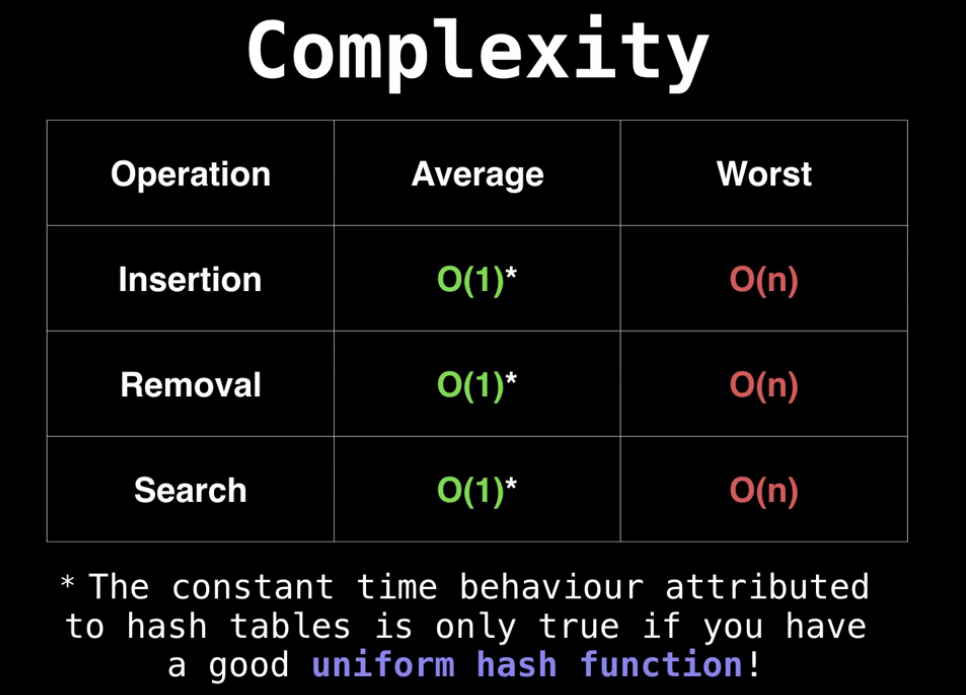 Complexity
Operation Average Worst
Insertion O(1)* O(n)
Removal O(1)* O(n)
Search O(1)* O(n)
* The constant time behaviour attributed
to hash tables is only true if you have
a good uniform hash function!